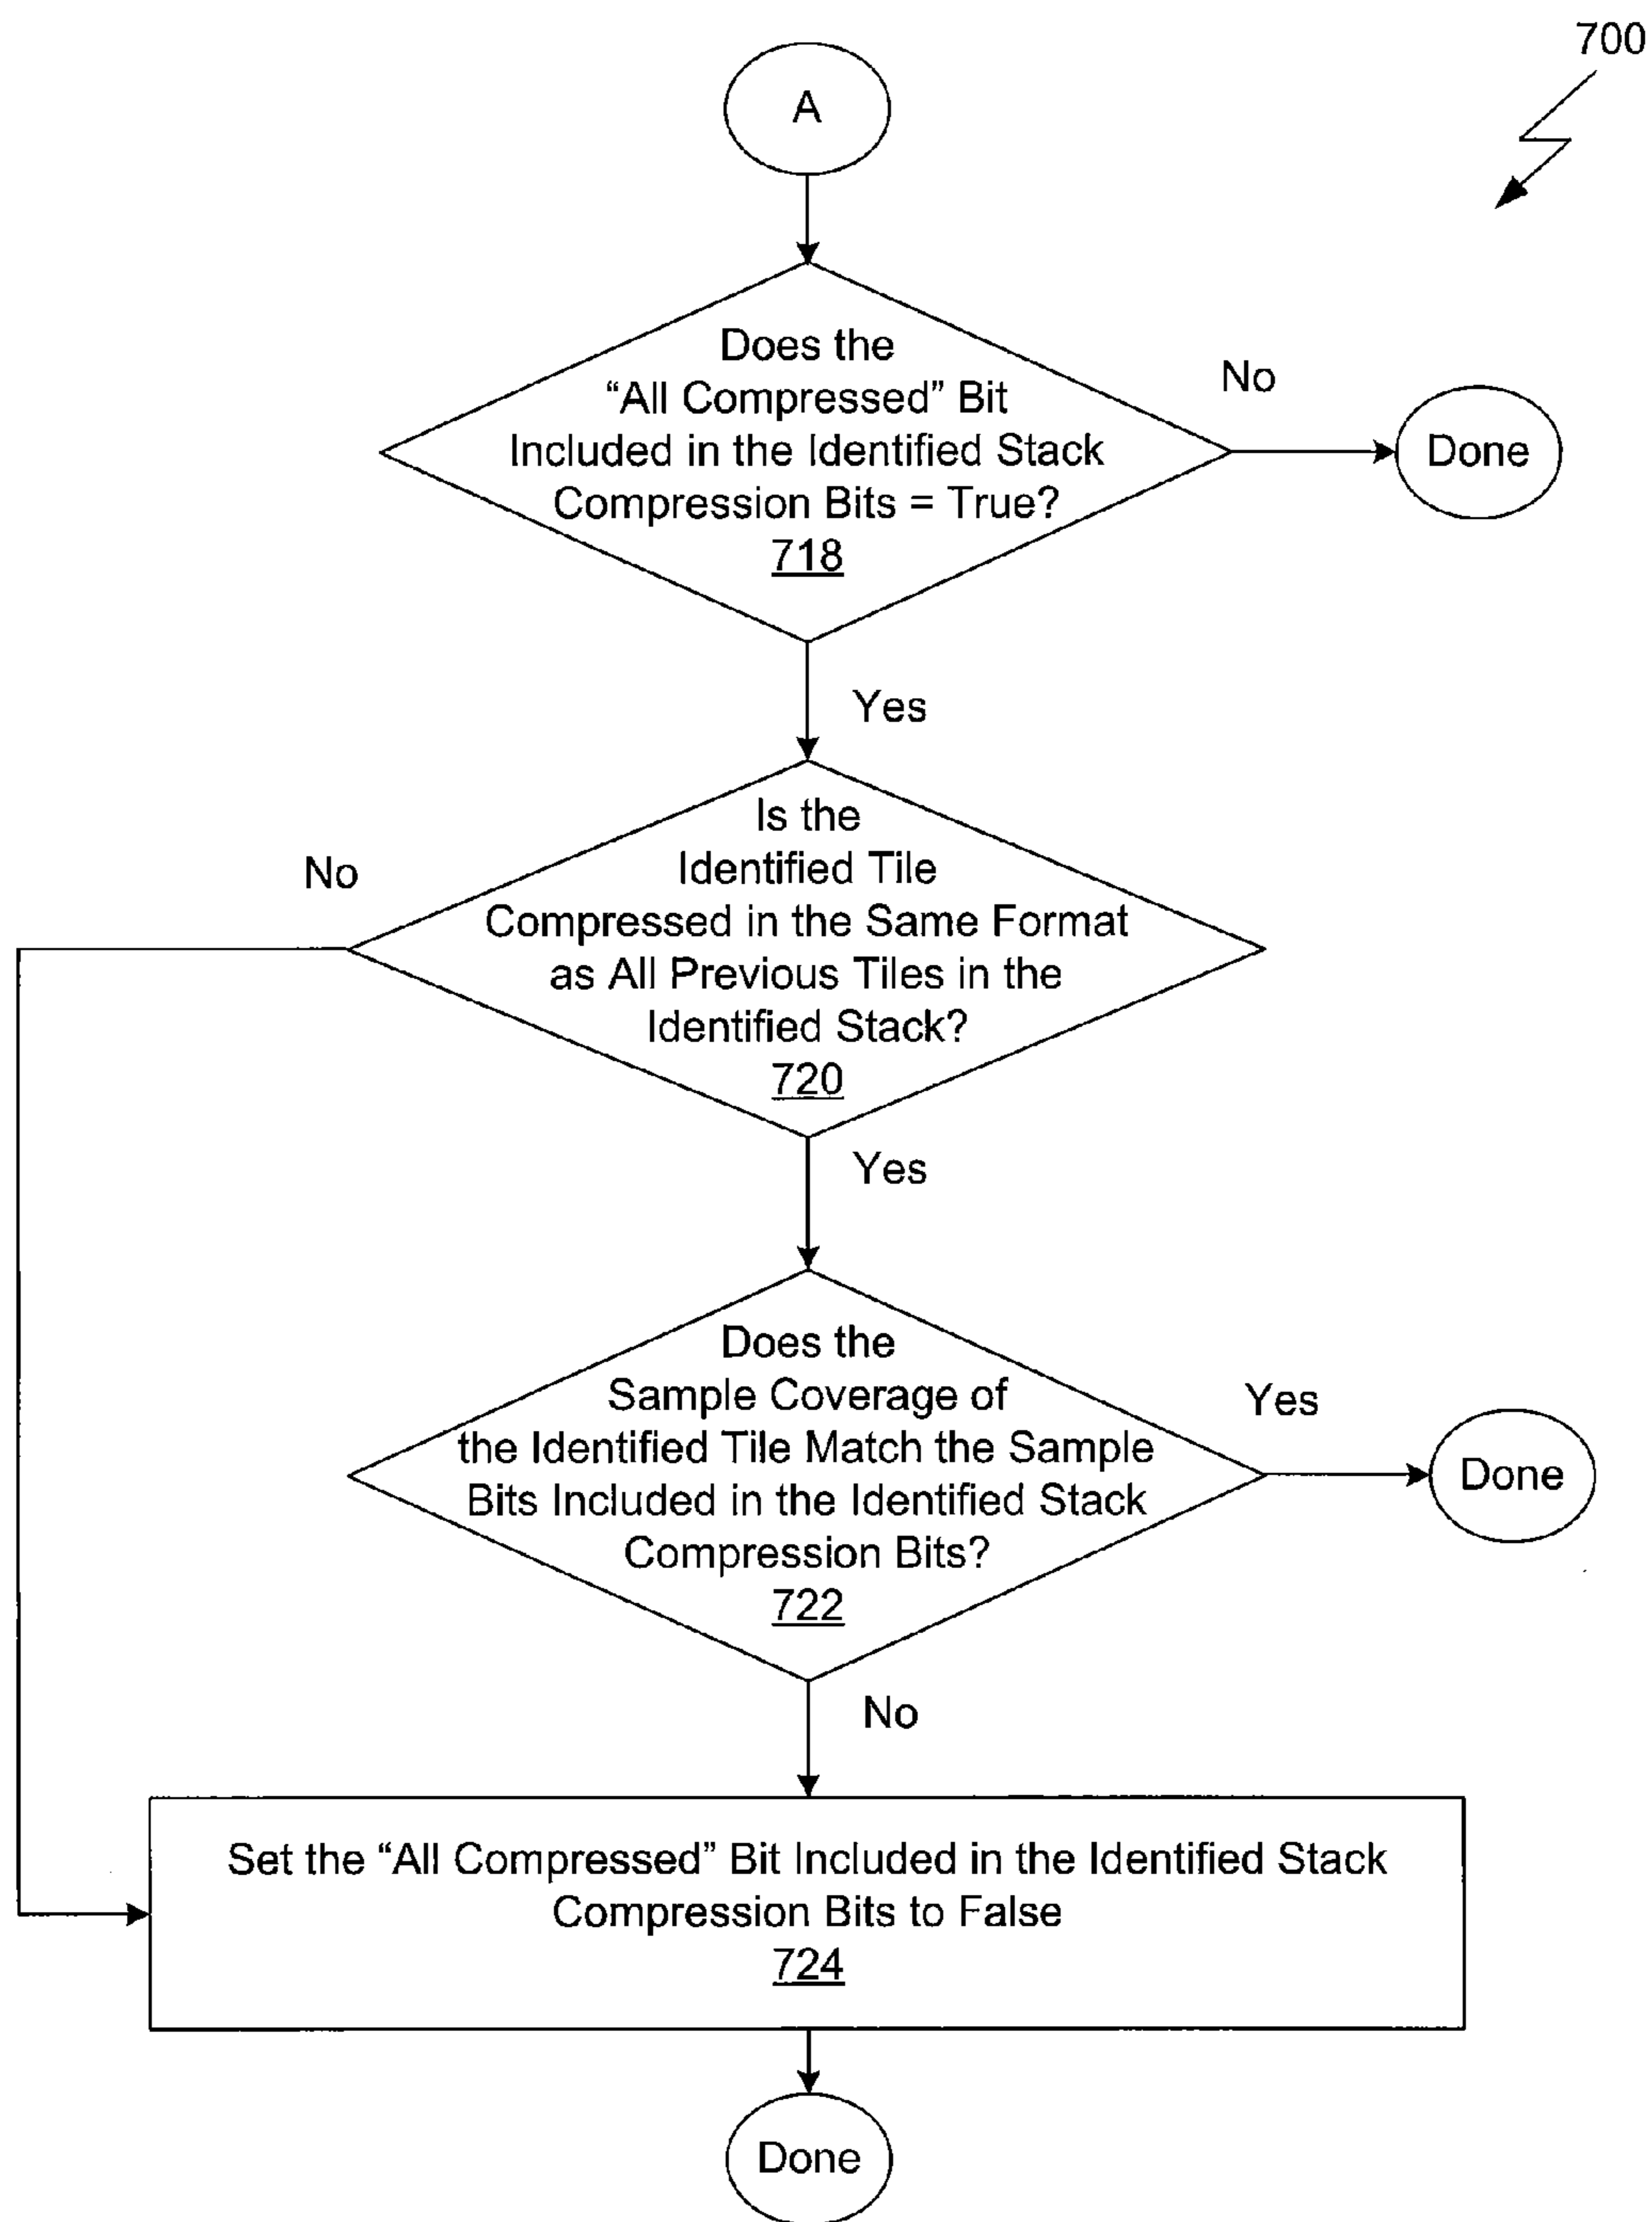 700
A
Does the
“All Compressed” Bit
Included in the Identified Stack
Compression Bits = True?
718
No
Done
Yes
Is the
Identified Tile
Compressed in the Same Format
as All Previous Tiles in the
Identified Stack?
720
No
Yes
Does the
Sample Coverage of
the Identified Tile Match the Sample
Bits Included in the Identified Stack
Compression Bits?
722
Yes
Done
No
Set the “All Compressed” Bit Included in the Identified Stack
Compression Bits to False
724
Done